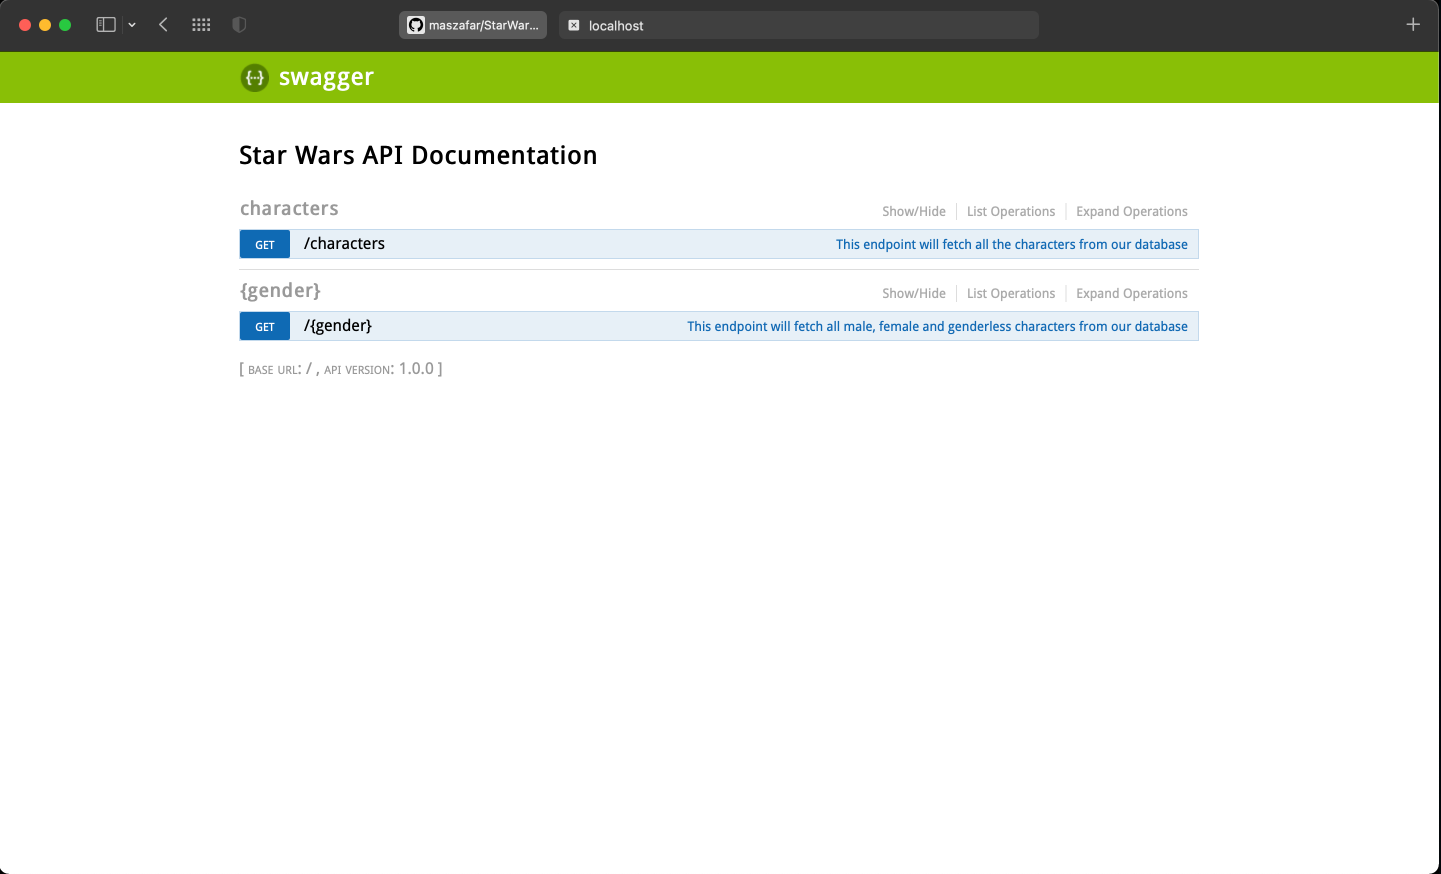 maszafar/StarWar... localhost
{··} swagger
Star Wars API Documentation
characters Show/Hide List Operations Expand Operations
GET /characters This endpoint will fetch all the characters from our database
{gender} Show/Hide List Operations Expand Operations
GET /{gender} This endpoint will fetch all male, female and genderless characters from our database
[ BASE URL: / , API VERSION: 1.0.0 ]